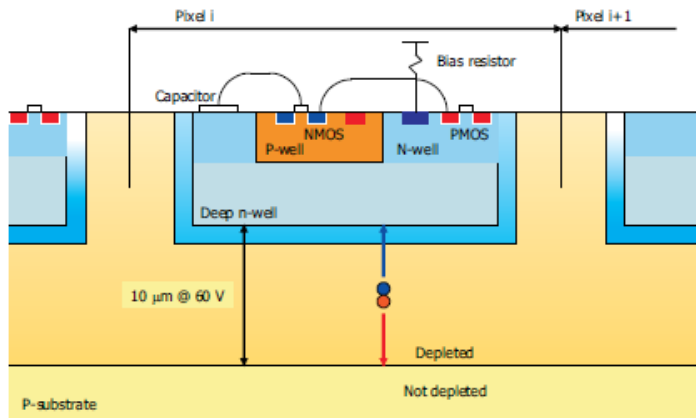 Pixel i
Pixel i+1
Bias resistor
Capacitor
NMOS
PMOS
P-well
N-well
Deep n-well
10 μm @ 60 V
Depleted
Not depleted
P-substrate